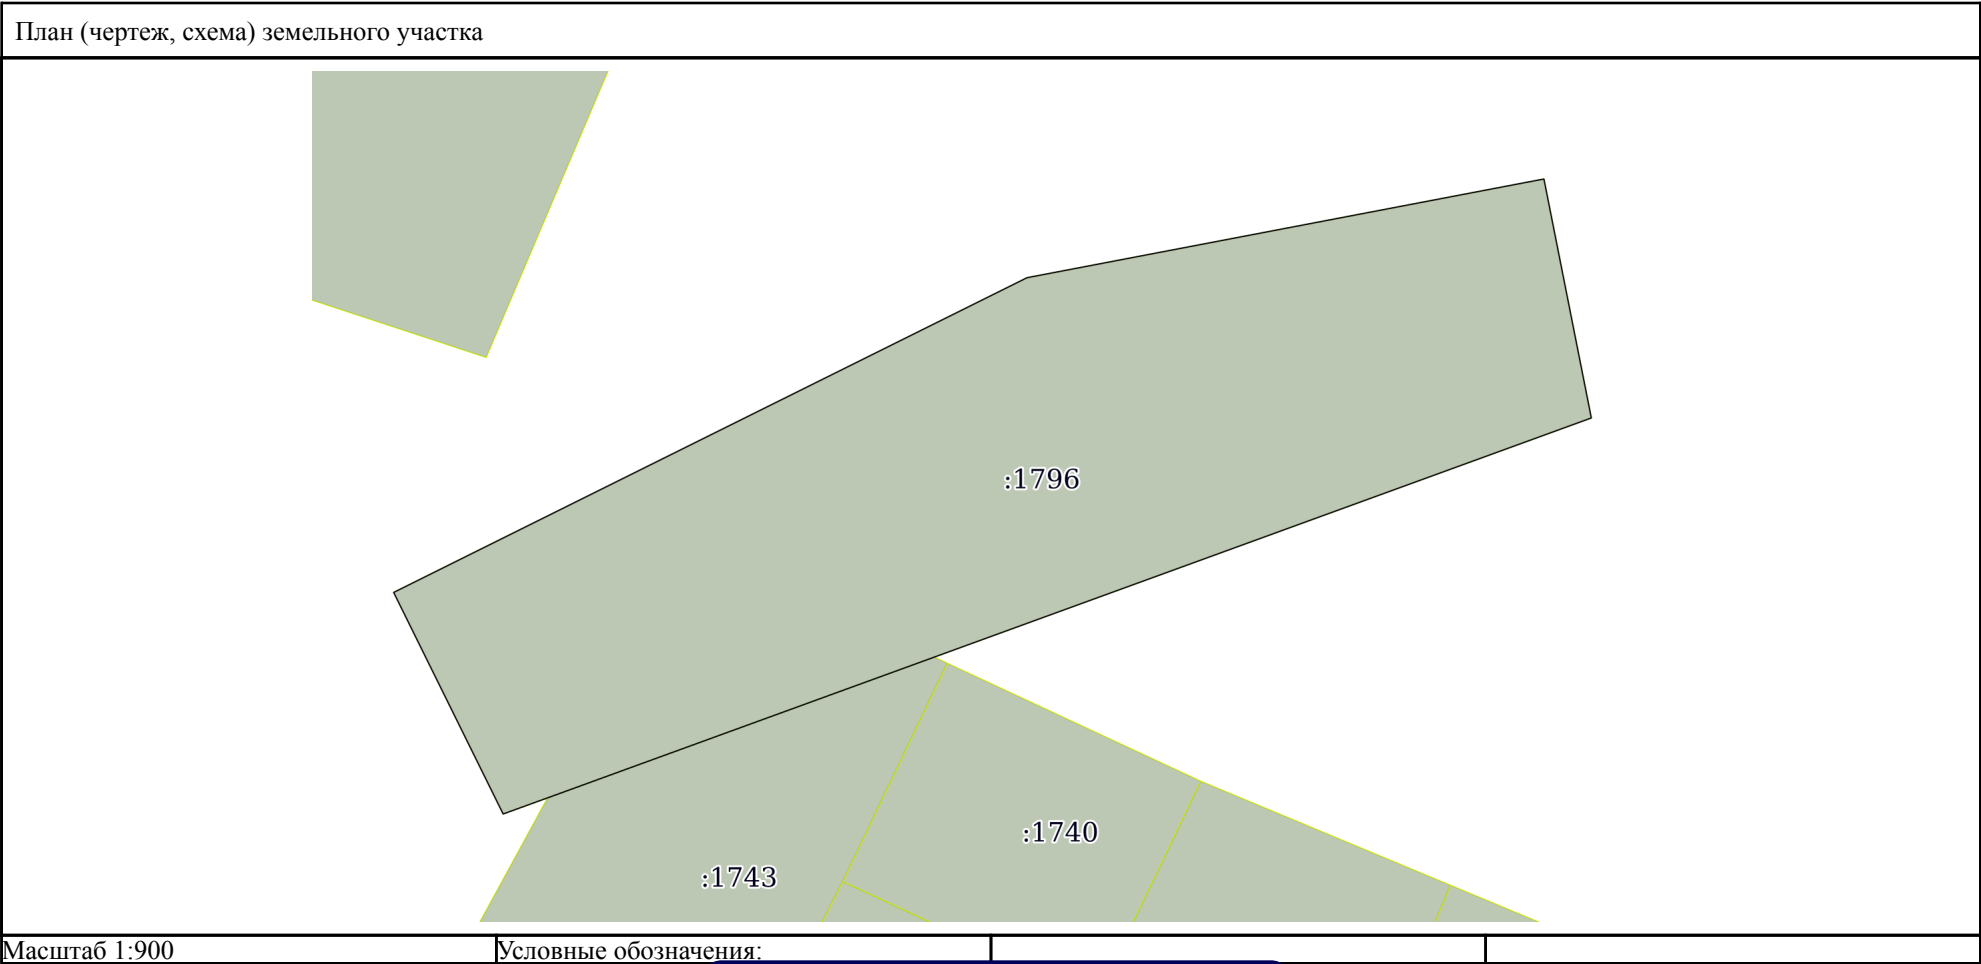 План (чертеж, схема) земельного участка
:1796
:1740
:1743
Масштаб 1:900
Условные обозначения: